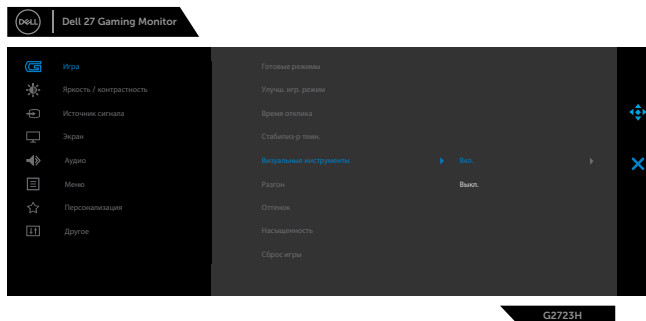 DELL
Dell 27 Gaming Monitor
Игра
Яркость / контрастность
Источник сигнала
Экран
Аудио
Меню
Персонализация
Другое
Готовые режимы
Улучш. игр. режим
Время отклика
Стабилиз-р темн.
Визуальные инструменты
Вкл.
Разгон
Выкл.
Оттенок
Насыщенность
Сброс игры
G2723H